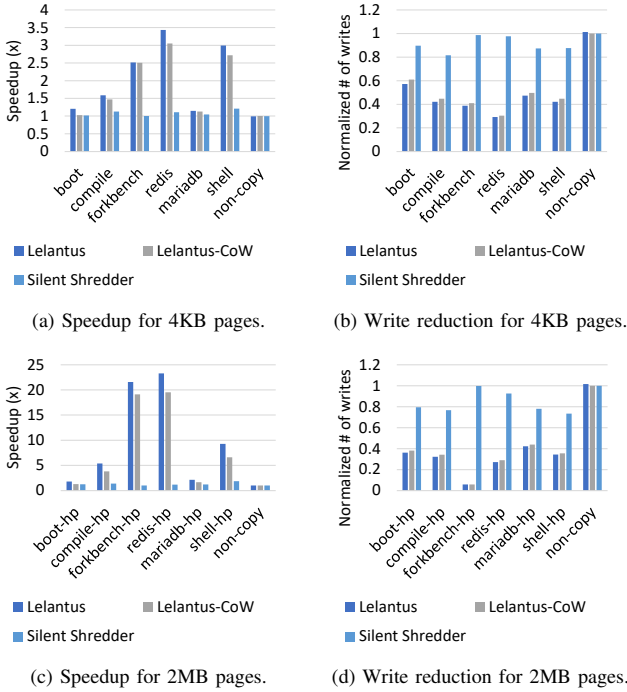 Speedup (x)
4
3.5
3
2.5
2
1.5
1
0.5
0
boot
compile
forkbench
redis
mariadb
shell
non-copy
Lelantus
Lelantus-CoW
Silent Shredder
(a) Speedup for 4KB pages.
Normalized # of writes
1.2
1
0.8
0.6
0.4
0.2
0
boot
compile
forkbench
redis
mariadb
shell
non-copy
Lelantus
Lelantus-CoW
Silent Shredder
(b) Write reduction for 4KB pages.
Speedup (x)
25
20
15
10
5
0
boot-hp
compile-hp
forkbench-hp
redis-hp
mariadb-hp
shell-hp
non-copy
Lelantus
Lelantus-CoW
Silent Shredder
(c) Speedup for 2MB pages.
Normalized # of writes
1.2
1
0.8
0.6
0.4
0.2
0
boot-hp
compile-hp
forkbench-hp
redis-hp
mariadb-hp
shell-hp
non-copy
Lelantus
Lelantus-CoW
Silent Shredder
(d) Write reduction for 2MB pages.